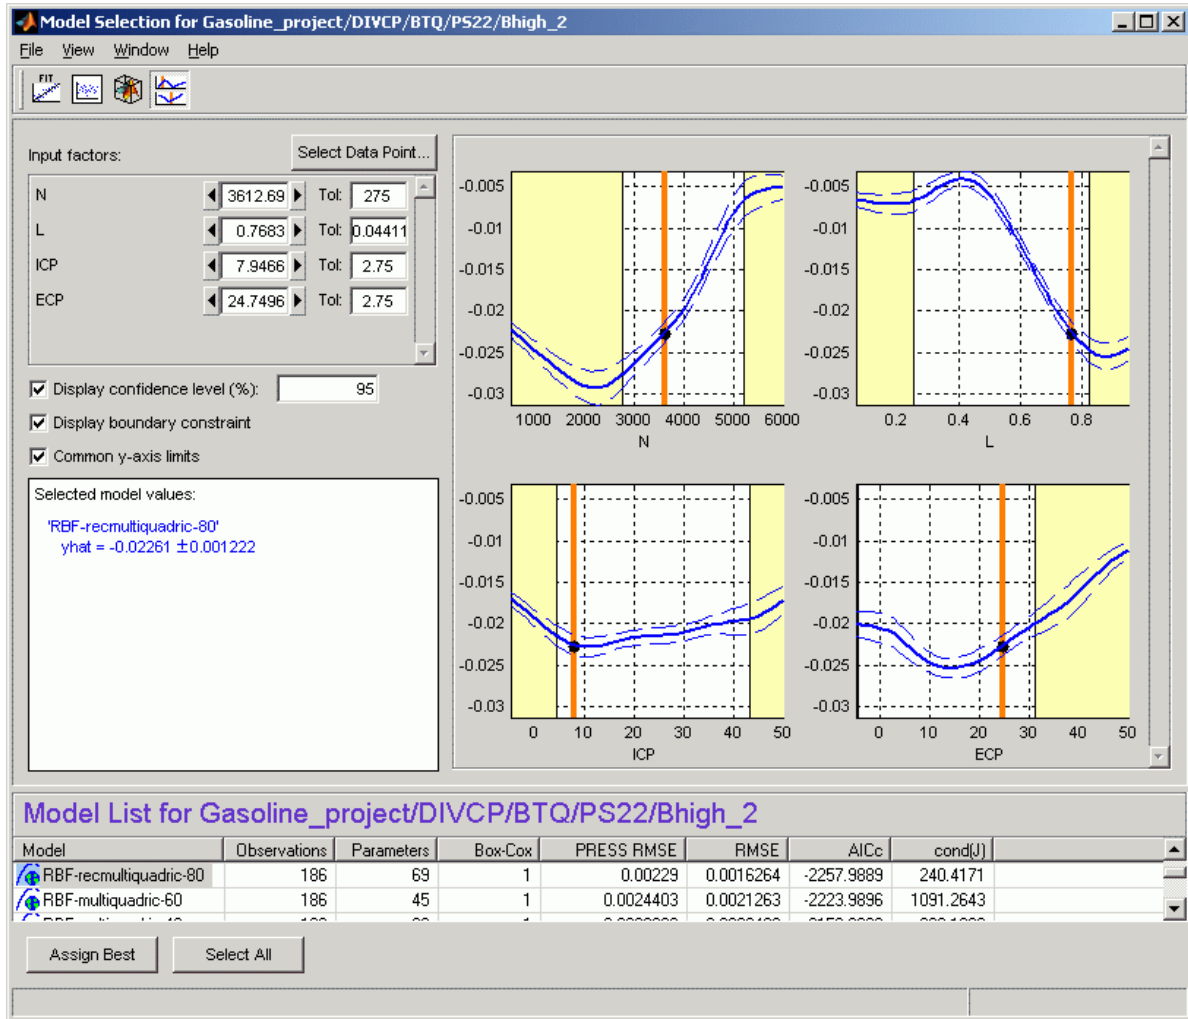 Model Selection for Gasoline_project/DIVCP/BTQ/PS22/Bhigh_2
File View Window Help
FIT
Input factors:
Select Data Point...
N 3612.69 Tol: 275
L 0.7683 Tol: 0.04411
ICP 7.9466 Tol: 2.75
ECP 24.7496 Tol: 2.75
Display confidence level (%): 95
Display boundary constraint
Common y-axis limits
Selected model values:
'RBF-recmultiquadric-80'
yhat = -0.02261 ±0.001222
-0.005
-0.01
-0.015
-0.02
-0.025
-0.03
1000 2000 3000 4000 5000 6000
N
-0.005
-0.01
-0.015
-0.02
-0.025
-0.03
0.2 0.4 0.6 0.8
L
-0.005
-0.01
-0.015
-0.02
-0.025
-0.03
0 10 20 30 40 50
ICP
-0.005
-0.01
-0.015
-0.02
-0.025
-0.03
0 10 20 30 40 50
ECP
Model List for Gasoline_project/DIVCP/BTQ/PS22/Bhigh_2
Model Observations Parameters Box-Cox PRESS RMSE RMSE AICc cond(J)
RBF-recmultiquadric-80 186 69 1 0.00229 0.0016264 -2257.9889 240.4171
RBF-multiquadric-60 186 45 1 0.0024403 0.0021263 -2223.9896 1091.2643
Assign Best
Select All